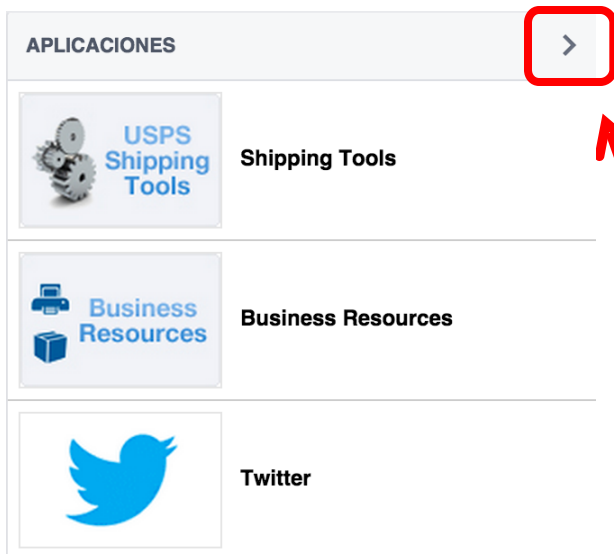 APLICACIONES
USPS
Shipping
Tools
Shipping Tools
Business
Resources
Business Resources
Twitter